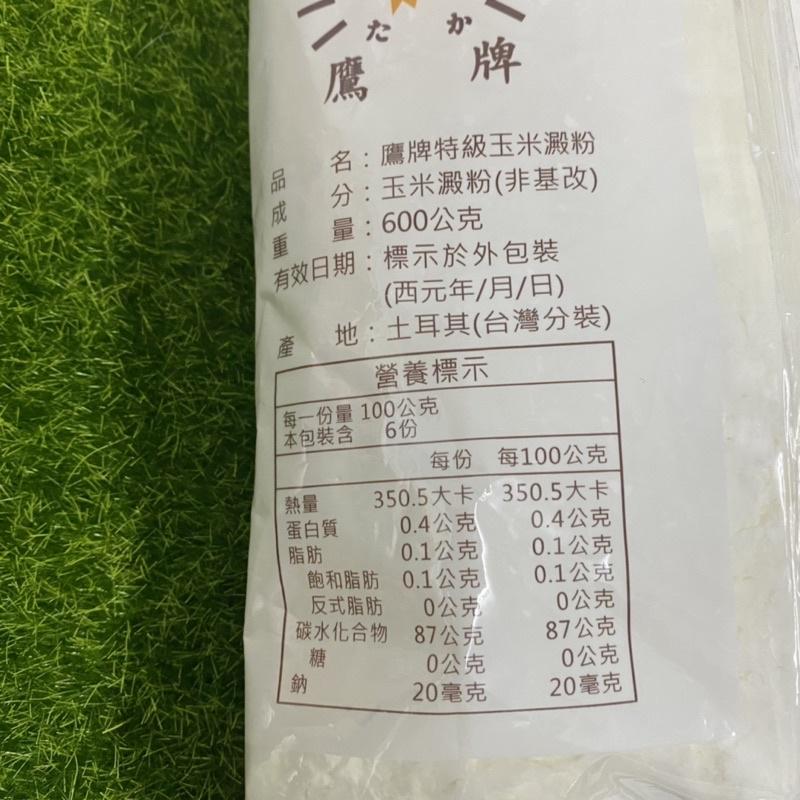 たか
鷹牌
品名：鷹牌特級玉米澱粉
成分：玉米澱粉(非基改)
重量：600公克
有效日期：標示於外包裝
(西元年/月/日)
產地：土耳其(台灣分裝)
營養標示
每一份量 100公克
本包裝含 6份
每份 每100公克
熱量 350.5大卡 350.5大卡
蛋白質 0.4公克 0.4公克
脂肪 0.1公克 0.1公克
飽和脂肪 0.1公克 0.1公克
反式脂肪 0公克 0公克
碳水化合物 87公克 87公克
糖 0公克 0公克
鈉 20毫克 20毫克